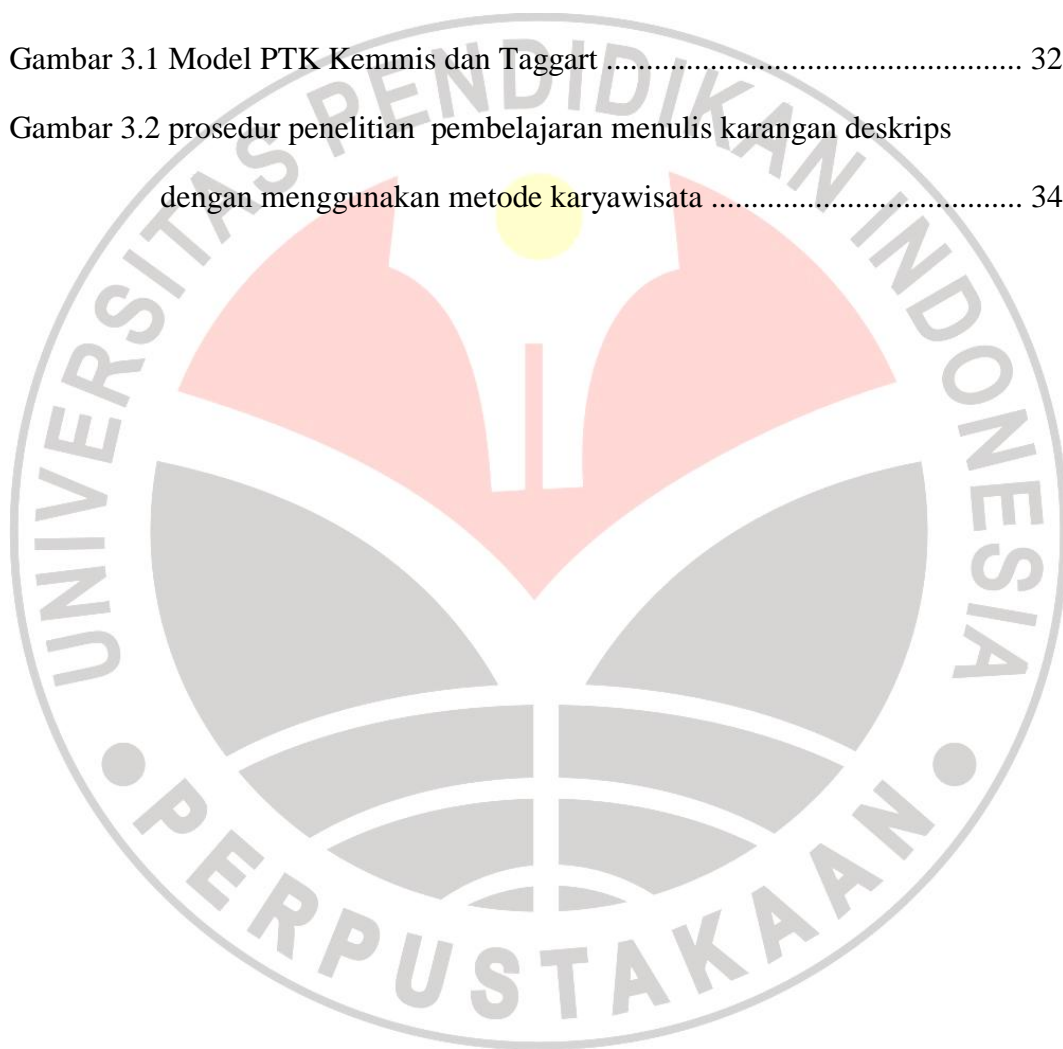 Gambar 3.1 Model PTK Kemmis dan Taggart .................................................. 32
Gambar 3.2 prosedur penelitian  pembelajaran menulis karangan deskrips
dengan menggunakan metode karyawisata ...................................... 34
UNIVERSITAS PENDIDIKAN INDONESIA
PERPUSTAKAAN